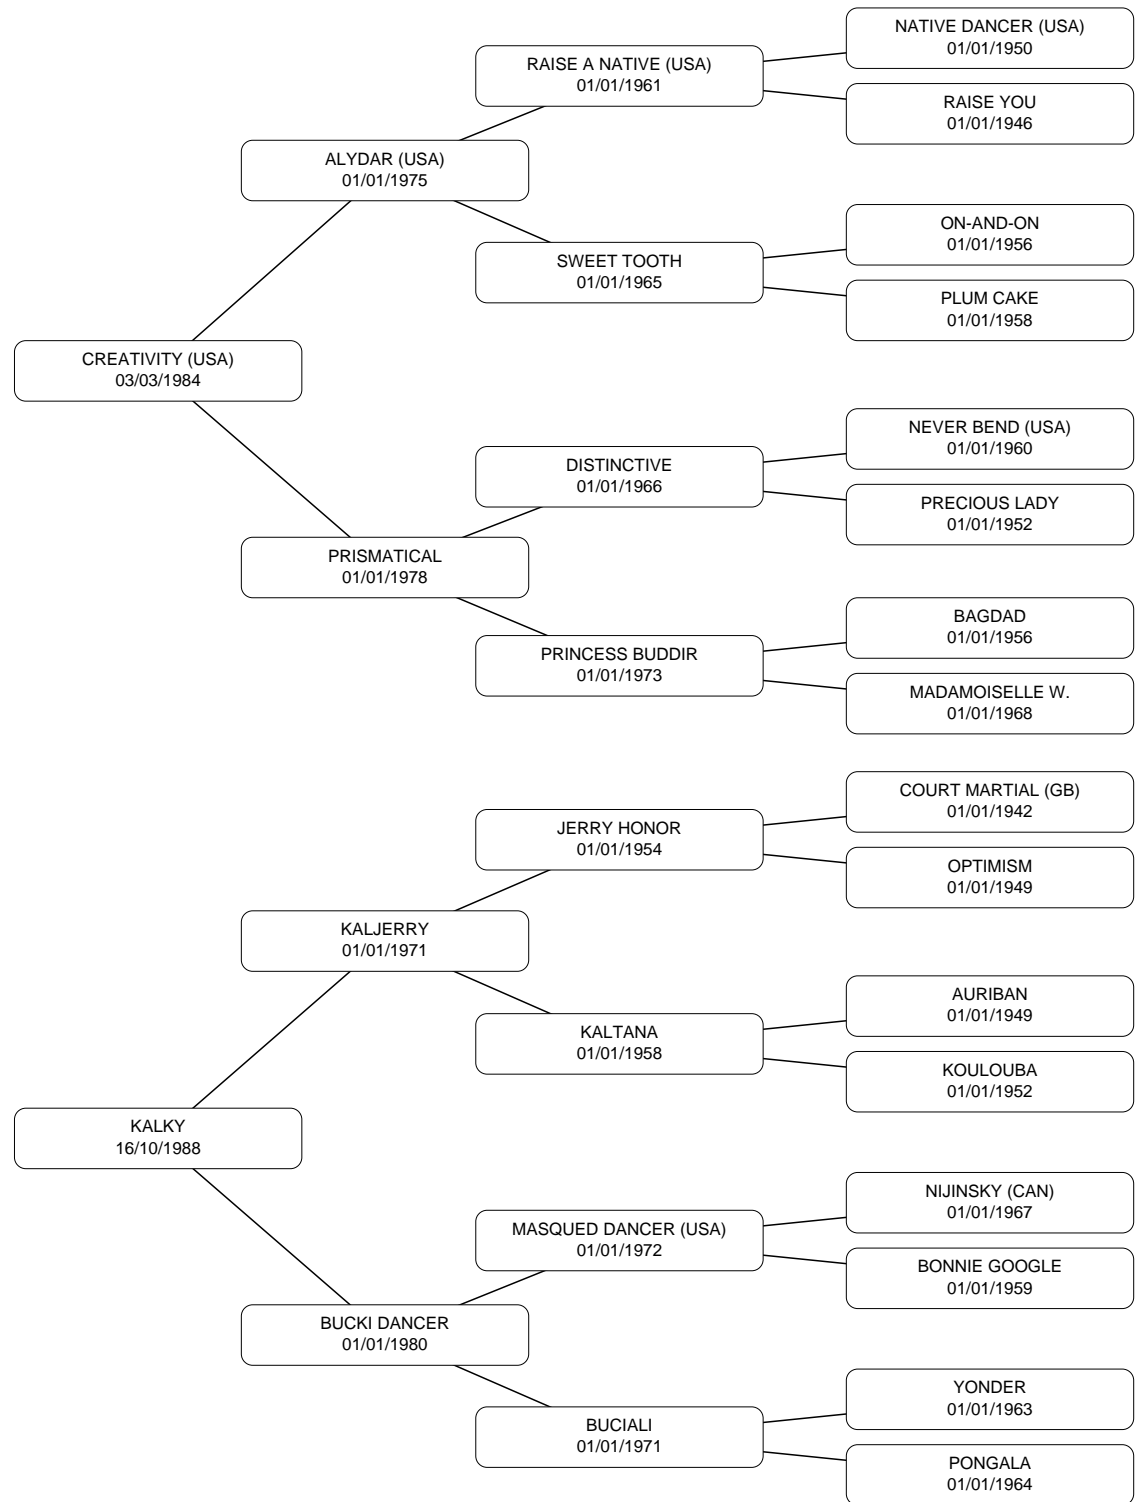 NATIVE DANCER (USA)
01/01/1950
RAISE A NATIVE (USA)
01/01/1961
RAISE YOU
01/01/1946
ALYDAR (USA)
01/01/1975
ON-AND-ON
01/01/1956
SWEET TOOTH
01/01/1965
PLUM CAKE
01/01/1958
CREATIVITY (USA)
03/03/1984
NEVER BEND (USA)
01/01/1960
DISTINCTIVE
01/01/1966
PRECIOUS LADY
01/01/1952
PRISMATICAL
01/01/1978
BAGDAD
01/01/1956
PRINCESS BUDDIR
01/01/1973
MADAMOISELLE W.
01/01/1968
COURT MARTIAL (GB)
01/01/1942
JERRY HONOR
01/01/1954
OPTIMISM
01/01/1949
KALJERRY
01/01/1971
AURIBAN
01/01/1949
KALTANA
01/01/1958
KOULOUBA
01/01/1952
KALKY
16/10/1988
NIJINSKY (CAN)
01/01/1967
MASQUED DANCER (USA)
01/01/1972
BONNIE GOOGLE
01/01/1959
BUCKI DANCER
01/01/1980
YONDER
01/01/1963
BUCIALI
01/01/1971
PONGALA
01/01/1964